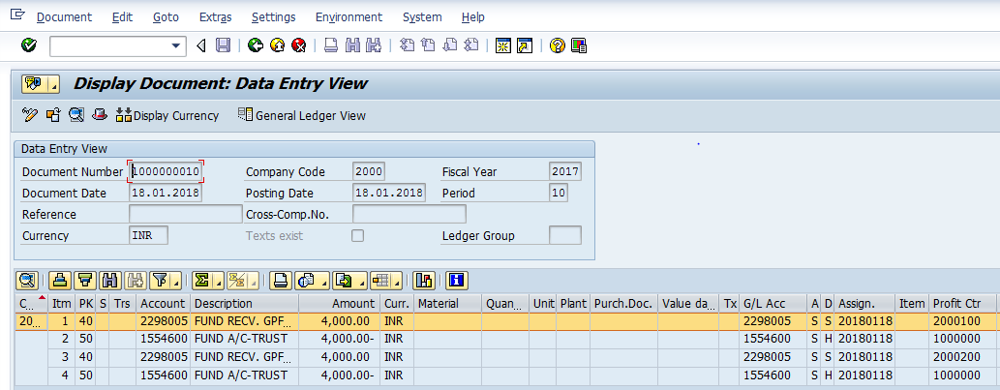 Document Edit Goto Extras Settings Environment System Help
Display Document: Data Entry View
Display Currency General Ledger View
Data Entry View
Document Number 1000000010 Company Code 2000 Fiscal Year 2017
Document Date 18.01.2018 Posting Date 18.01.2018 Period 10
Reference Cross-Comp.No.
Currency INR Texts exist Ledger Group
C... Itm PK S Trs Account Description Amount Curr. Material Quan... Unit Plant Purch.Doc. Value da... Tx G/L Acc A D Assign. Item Profit Ctr
20... 1 40 2298005 FUND RECV. GPF... 4,000.00 INR 2298005 S S 20180118 2000100
2 50 1554600 FUND A/C-TRUST 4,000.00- INR 1554600 S H 20180118 1000000
3 40 2298005 FUND RECV. GPF... 4,000.00 INR 2298005 S S 20180118 2000200
4 50 1554600 FUND A/C-TRUST 4,000.00- INR 1554600 S H 20180118 1000000